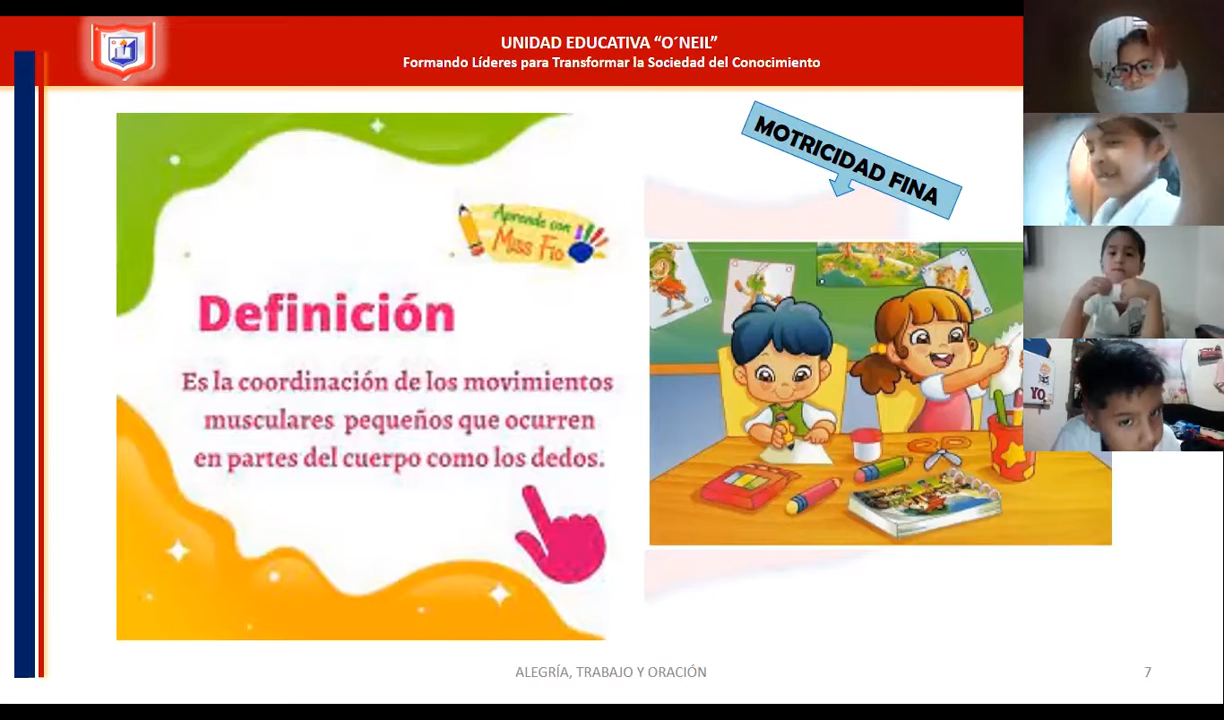 UNIDAD EDUCATIVA “O´NEIL”
Formando Líderes para Transformar la Sociedad del Conocimiento
MOTRICIDAD FINA
Aprende con
Miss Fio
Definición
Es la coordinación de los movimientos
musculares pequeños que ocurren
en partes del cuerpo como los dedos.
YO
ALEGRÍA, TRABAJO Y ORACIÓN
7